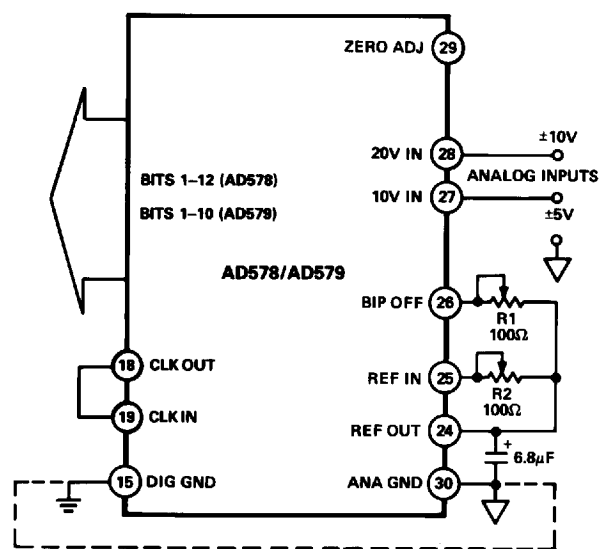 ZERO ADJ 29
±10V
20V IN 28
ANALOG INPUTS
BITS 1–12 (AD578)
10V IN 27
±5V
BITS 1–10 (AD579)
AD578/AD579
BIP OFF 26
R1
100Ω
18 CLK OUT
REF IN 25
R2
100Ω
19 CLK IN
REF OUT 24
+
6.8μF
15 DIG GND
ANA GND 30